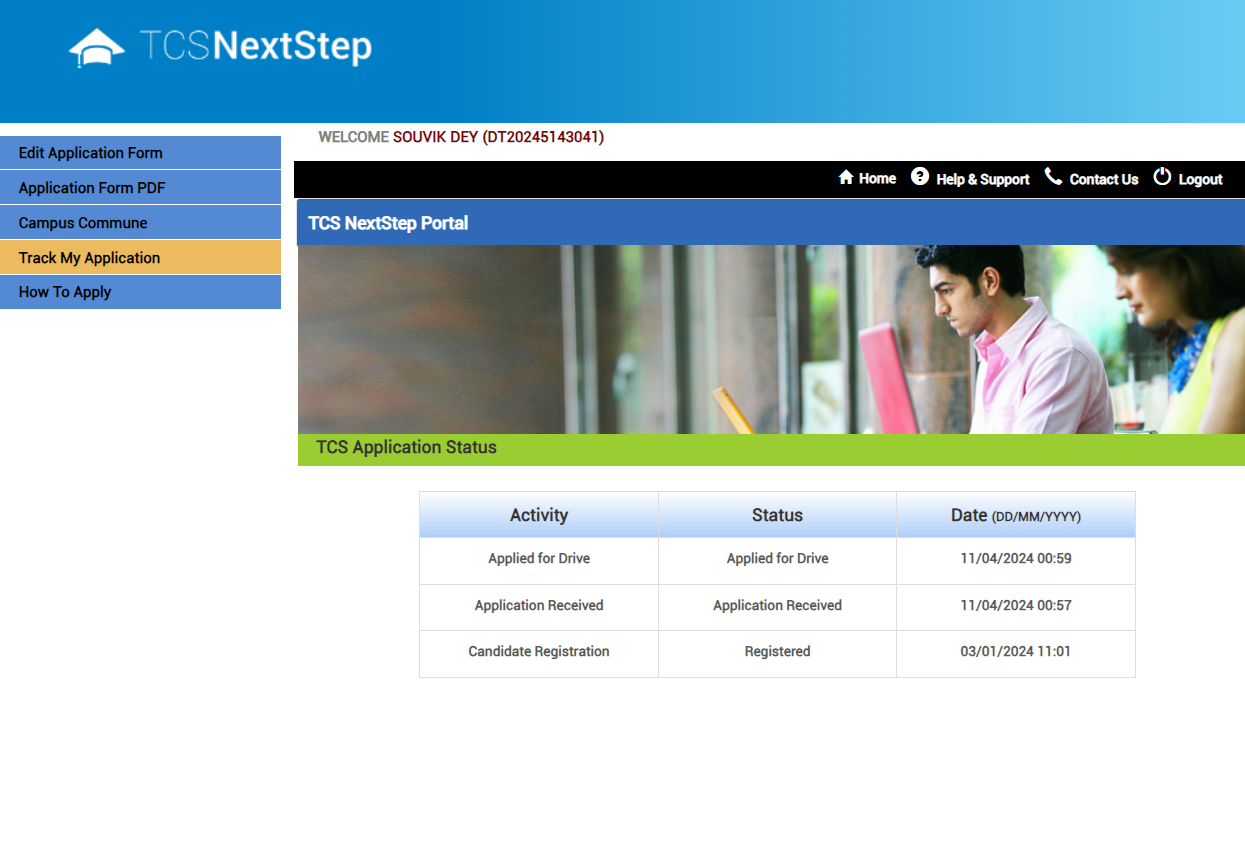 TCSNextStep
WELCOME SOUVIK DEY (DT20245143041)
Edit Application Form
Application Form PDF
Campus Commune
Track My Application
How To Apply
Home ? Help & Support Contact Us Logout
TCS NextStep Portal
TCS Application Status
Activity Status Date (DD/MM/YYYY)
Applied for Drive Applied for Drive 11/04/2024 00:59
Application Received Application Received 11/04/2024 00:57
Candidate Registration Registered 03/01/2024 11:01